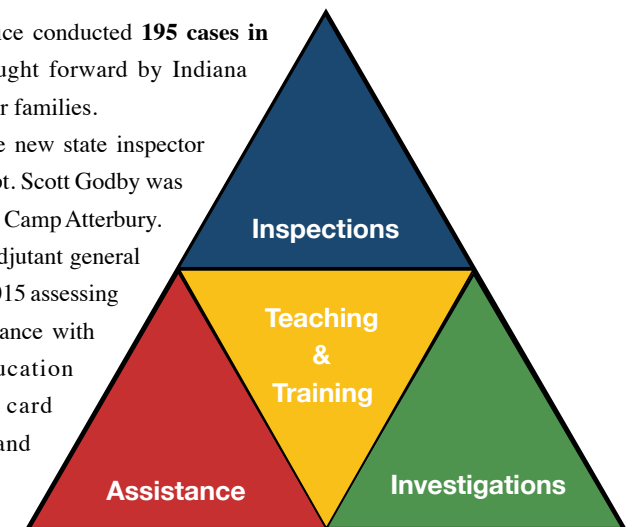 ice conducted 195 cases in
ught forward by Indiana
r families.
e new state inspector
pt. Scott Godby was
Camp Atterbury.
djutant general
015 assessing
ance with
ucation
card
and
Inspections
Teaching
&
Training
Assistance
Investigations